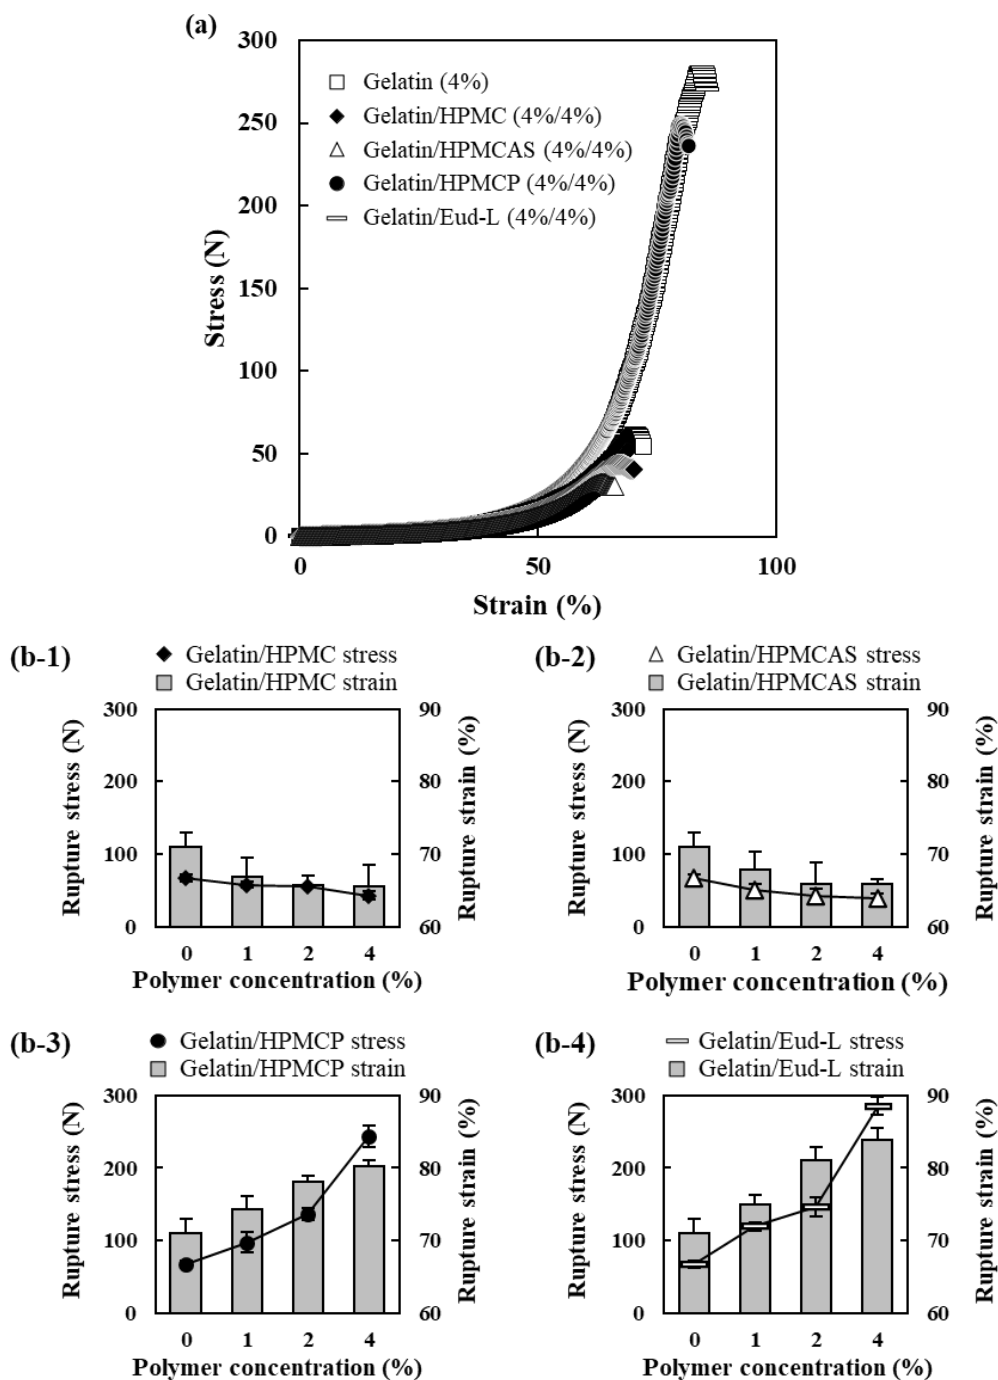 (a)
300
250
200
150
100
50
0
Stress (N)
Gelatin (4%)
Gelatin/HPMC (4%/4%)
Gelatin/HPMCAS (4%/4%)
Gelatin/HPMCP (4%/4%)
Gelatin/Eud-L (4%/4%)
0 50 100
Strain (%)
(b-1)
Gelatin/HPMC stress
Gelatin/HPMC strain
Rupture stress (N)
300
200
100
0
90
80
70
60
Rupture strain (%)
0 1 2 4
Polymer concentration (%)
(b-2)
Gelatin/HPMCAS stress
Gelatin/HPMCAS strain
Rupture stress (N)
300
200
100
0
90
80
70
60
Rupture strain (%)
0 1 2 4
Polymer concentration (%)
(b-3)
Gelatin/HPMCP stress
Gelatin/HPMCP strain
Rupture stress (N)
300
200
100
0
90
80
70
60
Rupture strain (%)
0 1 2 4
Polymer concentration (%)
(b-4)
Gelatin/Eud-L stress
Gelatin/Eud-L strain
Rupture stress (N)
300
200
100
0
90
80
70
60
Rupture strain (%)
0 1 2 4
Polymer concentration (%)